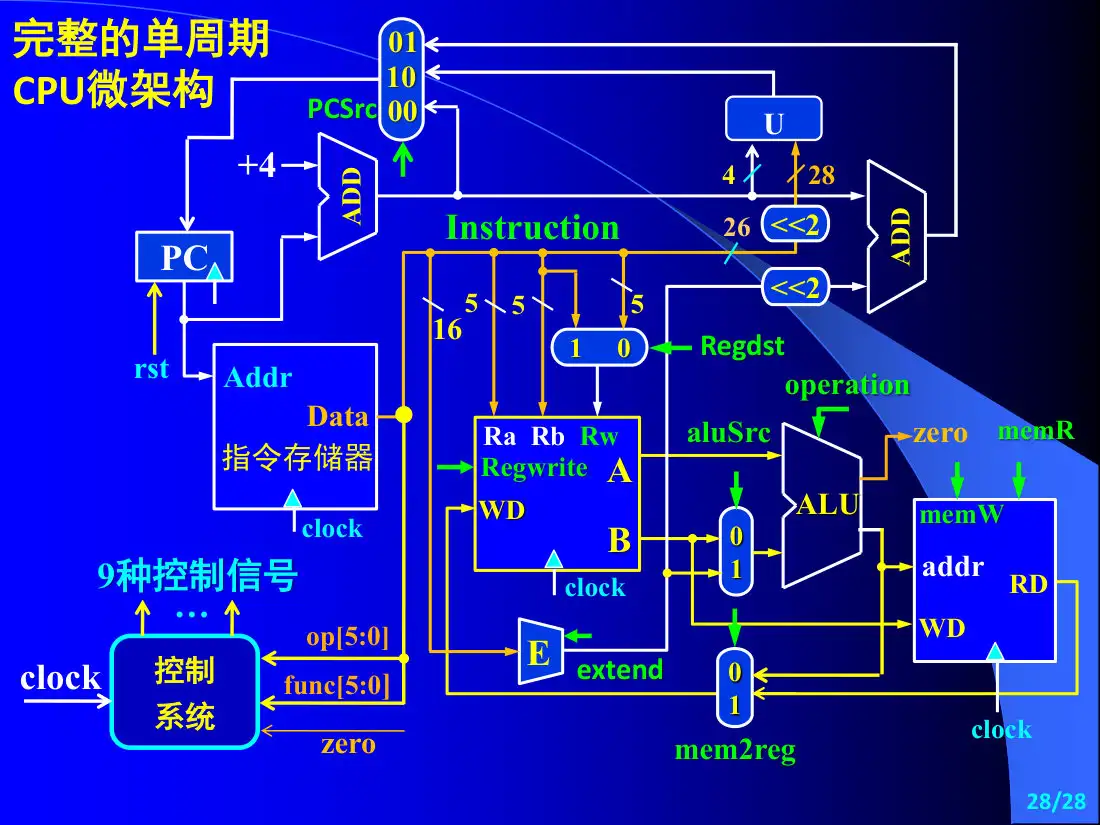 完整的单周期
CPU微架构
01
10
00
PCSrc
U
+4
ADD
4
28
Instruction
26
<<2
ADD
PC
<<2
5
5
5
16
rst
1 0
Regdst
Addr
operation
Data
Ra Rb Rw
aluSrc
zero
memR
指令存储器
Regwrite
A
WD
ALU
memW
clock
B
0
1
addr
RD
9种控制信号
clock
...
WD
op[5:0]
E
控制
系统
extend
clock
func[5:0]
0
1
zero
mem2reg
clock
28/28